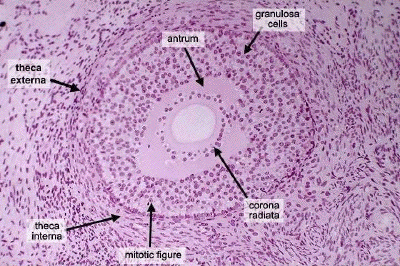 granulosa
cells
antrum
theca
externa
corona
radiata
theca
interna
mitotic figure